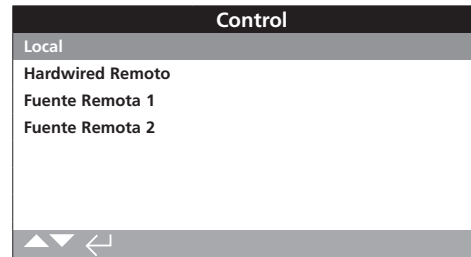 Control
Local
Hardwired Remoto
Fuente Remota 1
Fuente Remota 2